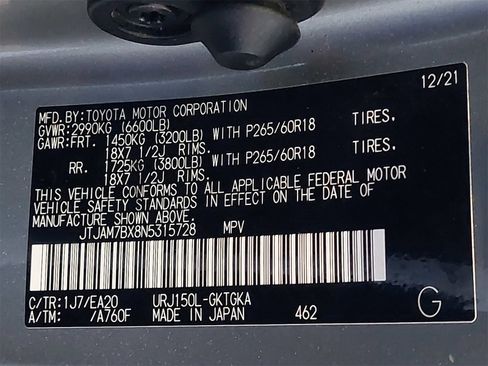 12/21
MFD. BY: TOYOTA MOTOR CORPORATION
GVWR: 2990KG (6600LB)
GAWR: FRT. 1450KG (3200LB) WITH P265/60R18 TIRES,
18X7 1/2J RIMS.
RR. 1725KG (3800LB) WITH P265/60R18 TIRES,
18X7 1/2J RIMS.
THIS VEHICLE CONFORMS TO ALL APPLICABLE FEDERAL MOTOR
VEHICLE SAFETY STANDARDS IN EFFECT ON THE DATE OF
MANUFACTURE SHOWN ABOVE.
JTJAM7BX8N5315728 MPV
C/TR: 1J7/EA20 URJ150L-GKTGKA
A/TM: /A760F MADE IN JAPAN 462 G